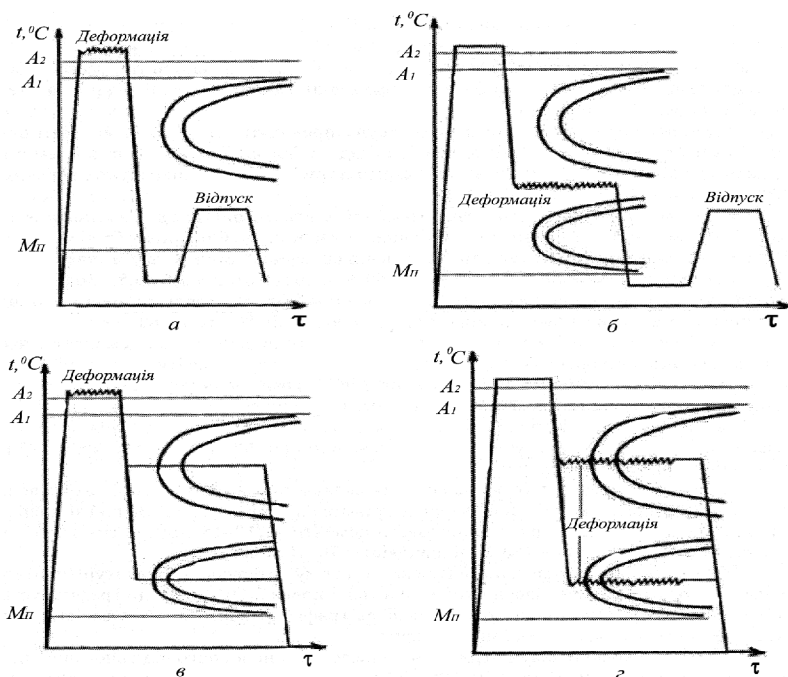 t,⁰C
Деформація
A₂
A₁
Відпуск
Mп
τ
а
t,⁰C
A₂
A₁
Деформація
Відпуск
Mп
τ
б
t,⁰C
Деформація
A₂
A₁
Mп
τ
в
t,⁰C
A₂
A₁
Деформація
Mп
τ
г